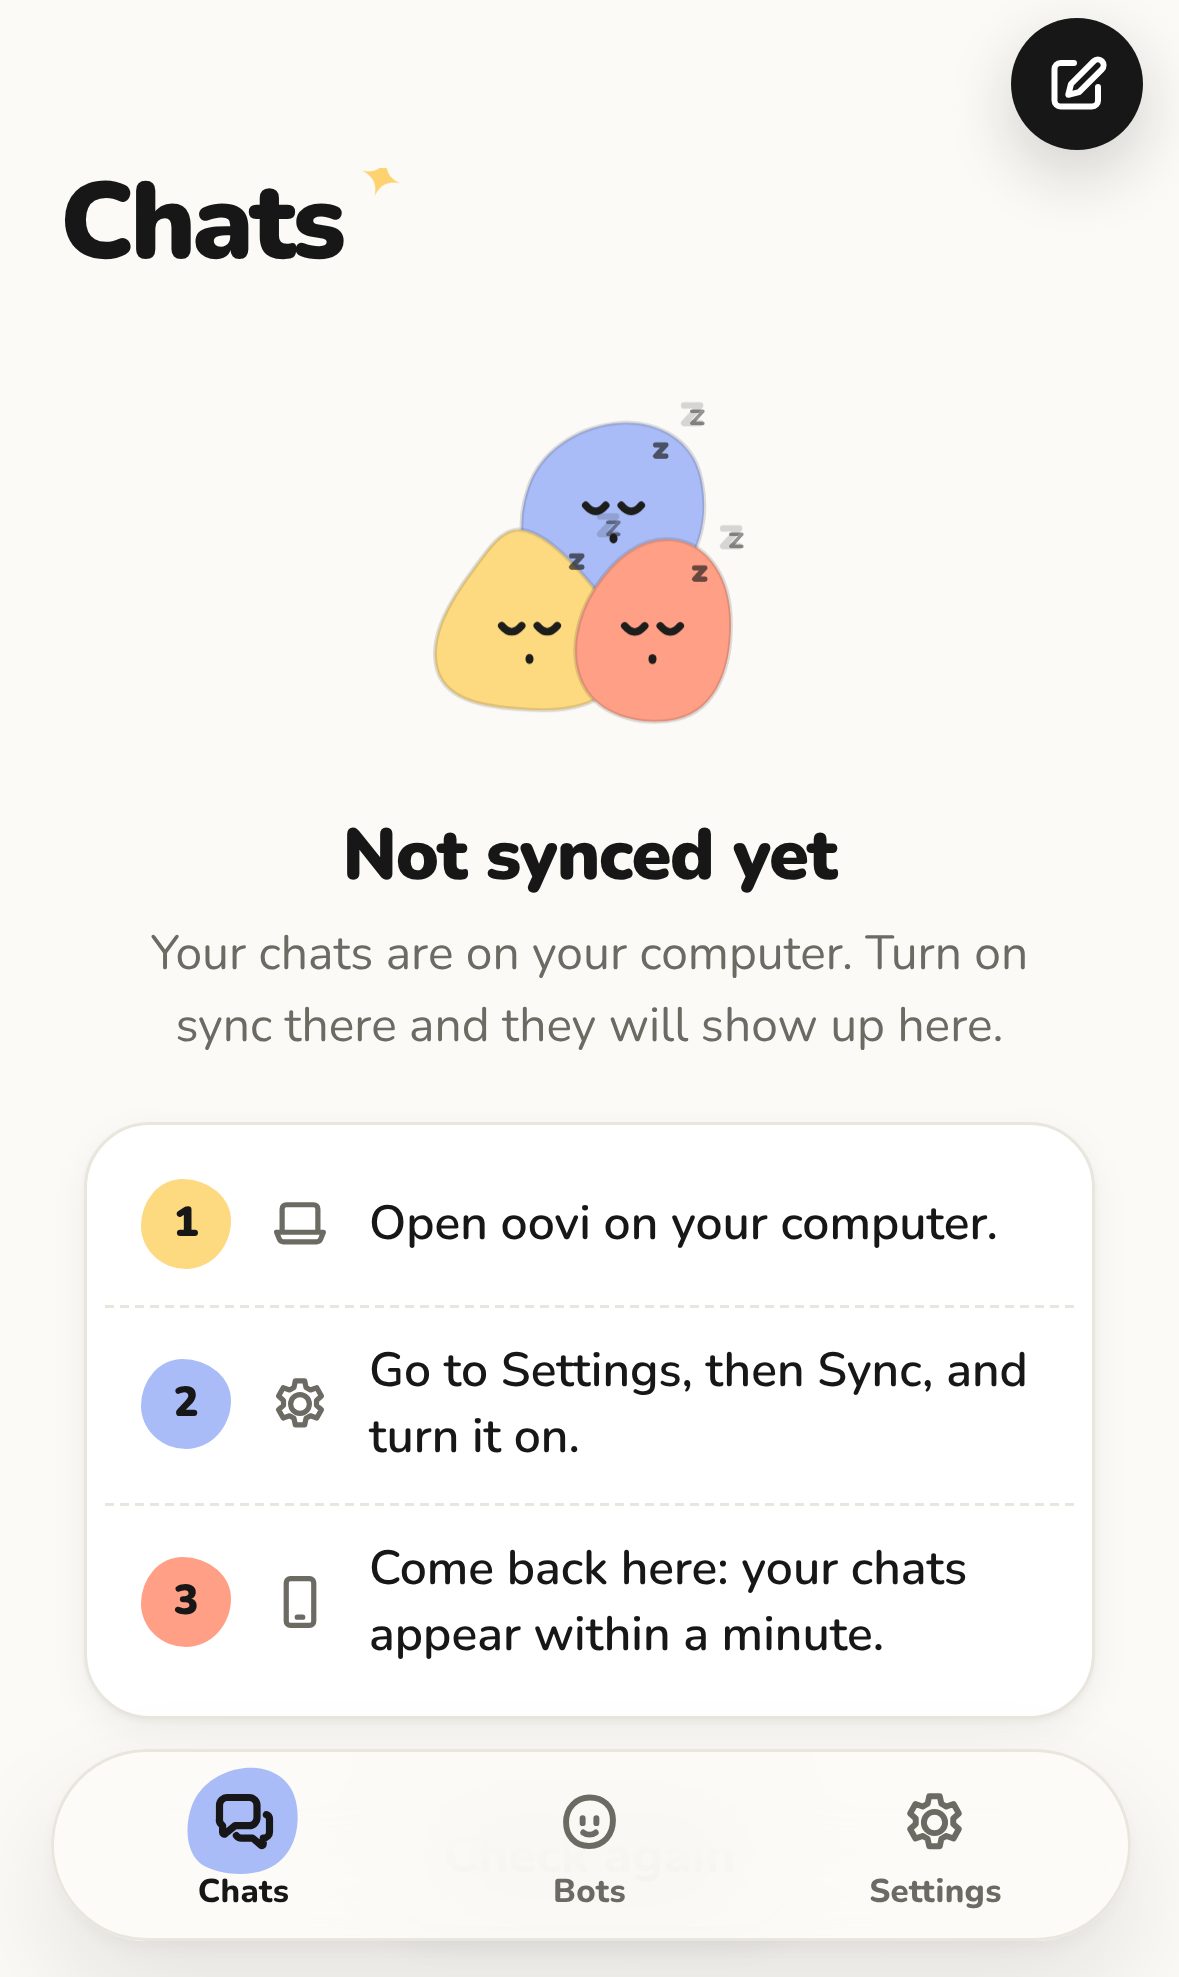 Chats
z
z
z
z
z
z
Not synced yet
Your chats are on your computer. Turn on
sync there and they will show up here.
1 Open oovi on your computer.
2 Go to Settings, then Sync, and
turn it on.
3 Come back here: your chats
appear within a minute.
Check again
Chats Bots Settings